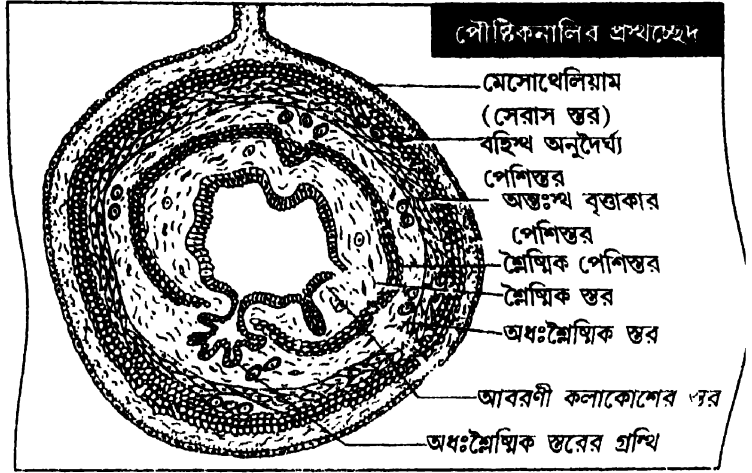 পৌষ্টিকনালির প্রস্থচ্ছেদ
মেসোথেলিয়াম
(সেরাস স্তর)
বহিস্থ অনুদৈর্ঘ্য
পেশিস্তর
অন্তঃস্থ বৃত্তাকার
পেশিস্তর
শ্লৈষ্মিক পেশিস্তর
শ্লৈষ্মিক স্তর
অধঃশ্লৈষ্মিক স্তর
আবরণী কলাকোশের স্তর
অধঃশ্লৈষ্মিক স্তরের গ্রন্থি